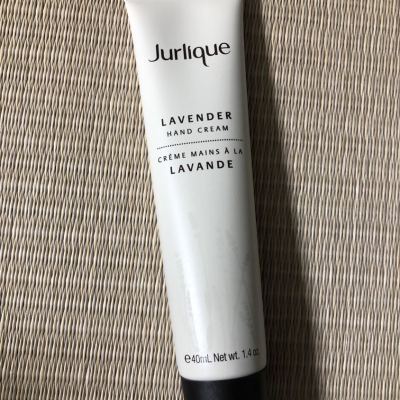 Jurlique
LAVENDER
HAND CREAM
CRÈME MAINS À LA
LAVANDE
℮40mL Net wt. 1.4 oz